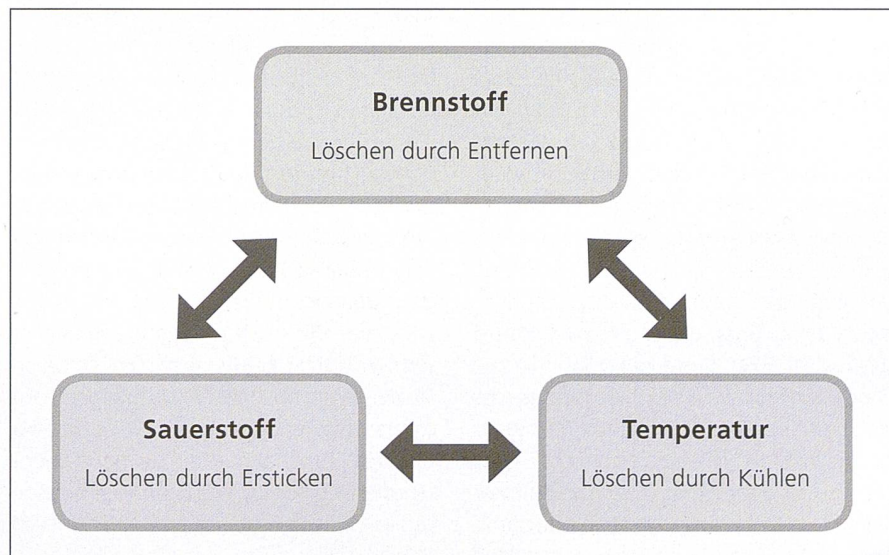 Brennstoff
Löschen durch Entfernen
Sauerstoff
Löschen durch Ersticken
Temperatur
Löschen durch Kühlen